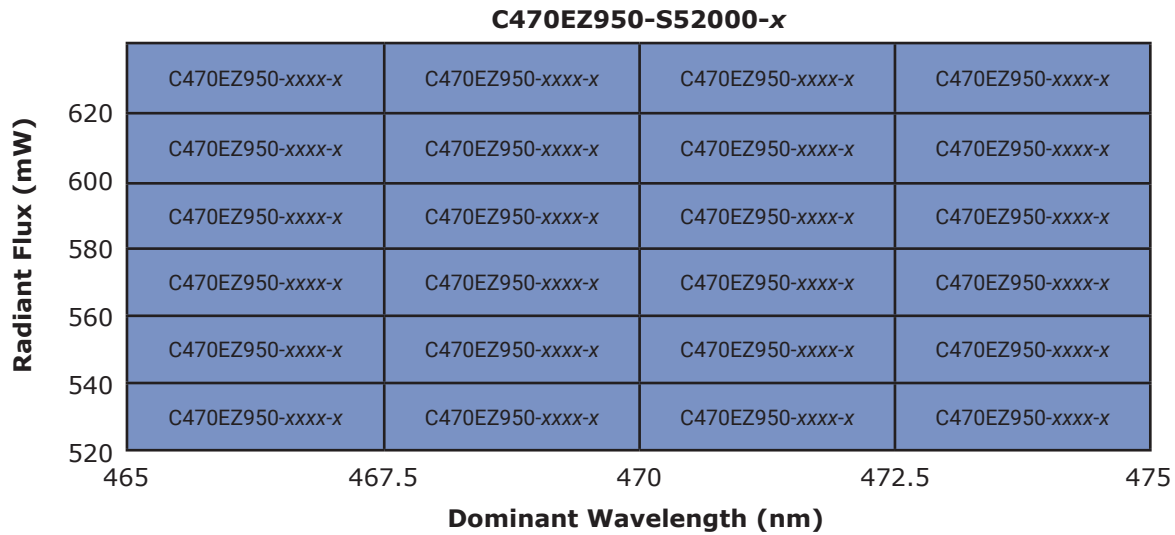 C470EZ950-S52000-x
C470EZ950-xxxx-x C470EZ950-xxxx-x C470EZ950-xxxx-x C470EZ950-xxxx-x
620
C470EZ950-xxxx-x C470EZ950-xxxx-x C470EZ950-xxxx-x C470EZ950-xxxx-x
600
C470EZ950-xxxx-x C470EZ950-xxxx-x C470EZ950-xxxx-x C470EZ950-xxxx-x
580
C470EZ950-xxxx-x C470EZ950-xxxx-x C470EZ950-xxxx-x C470EZ950-xxxx-x
560
C470EZ950-xxxx-x C470EZ950-xxxx-x C470EZ950-xxxx-x C470EZ950-xxxx-x
540
C470EZ950-xxxx-x C470EZ950-xxxx-x C470EZ950-xxxx-x C470EZ950-xxxx-x
520
Radiant Flux (mW)
465 467.5 470 472.5 475
Dominant Wavelength (nm)